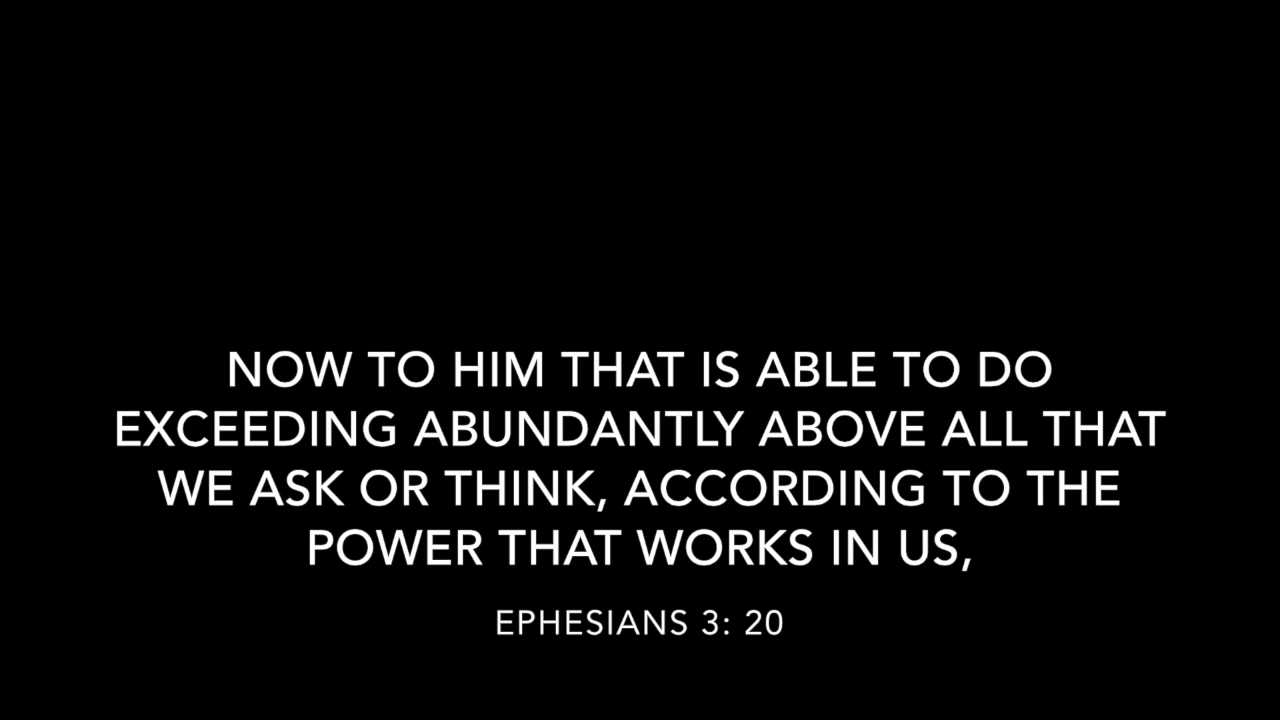 NOW TO HIM THAT IS ABLE TO DO
EXCEEDING ABUNDANTLY ABOVE ALL THAT
WE ASK OR THINK, ACCORDING TO THE
POWER THAT WORKS IN US,
EPHESIANS 3: 20